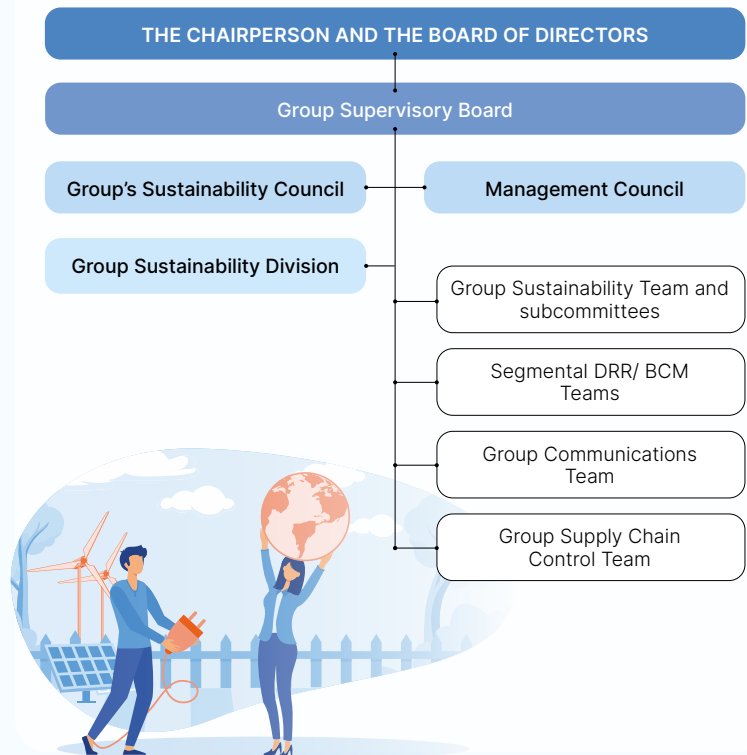 THE CHAIRPERSON AND THE BOARD OF DIRECTORS
Group Supervisory Board
Group’s Sustainability Council
Management Council
Group Sustainability Division
Group Sustainability Team and
subcommittees
Segmental DRR/ BCM
Teams
Group Communications
Team
Group Supply Chain
Control Team